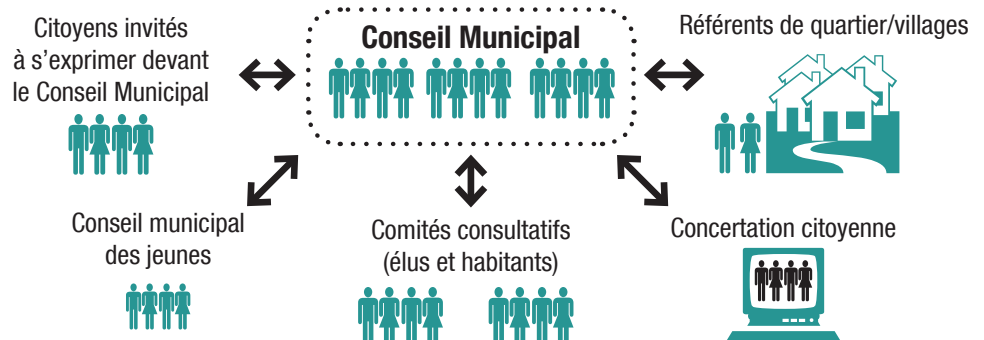 Citoyens invités
à s’exprimer devant
le Conseil Municipal
Conseil Municipal
Référents de quartier/villages
Conseil municipal
des jeunes
Comités consultatifs
(élus et habitants)
Concertation citoyenne